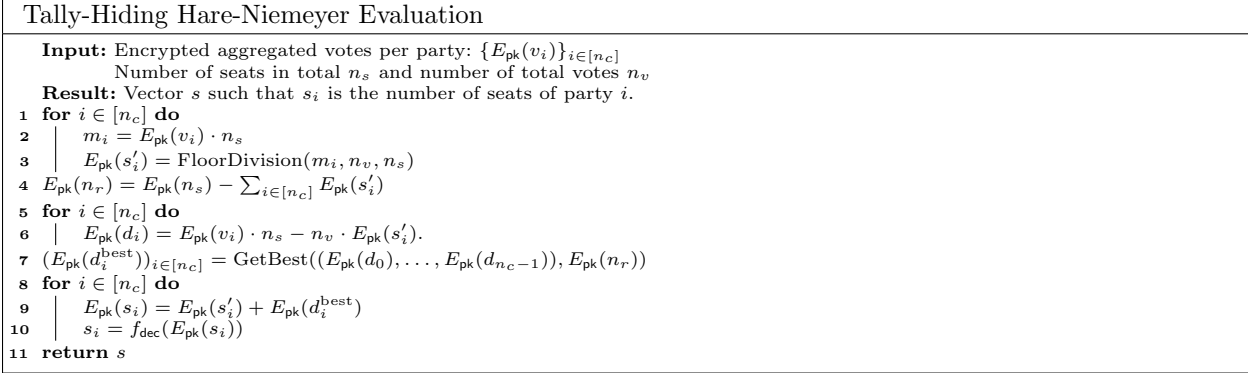 Tally-Hiding Hare-Niemeyer Evaluation
Input: Encrypted aggregated votes per party: {E_pk(v_i)}_{i∈[n_c]}
Number of seats in total n_s and number of total votes n_v
Result: Vector s such that s_i is the number of seats of party i.
1 for i ∈ [n_c] do
2 m_i = E_pk(v_i) · n_s
3 E_pk(s′_i) = FloorDivision(m_i, n_v, n_s)
4 E_pk(n_r) = E_pk(n_s) − ∑_{i∈[n_c]} E_pk(s′_i)
5 for i ∈ [n_c] do
6 E_pk(d_i) = E_pk(v_i) · n_s − n_v · E_pk(s′_i).
7 (E_pk(d_i^best))_{i∈[n_c]} = GetBest((E_pk(d_0), . . . , E_pk(d_{n_c−1})), E_pk(n_r))
8 for i ∈ [n_c] do
9 E_pk(s_i) = E_pk(s′_i) + E_pk(d_i^best)
10 s_i = f_dec(E_pk(s_i))
11 return s